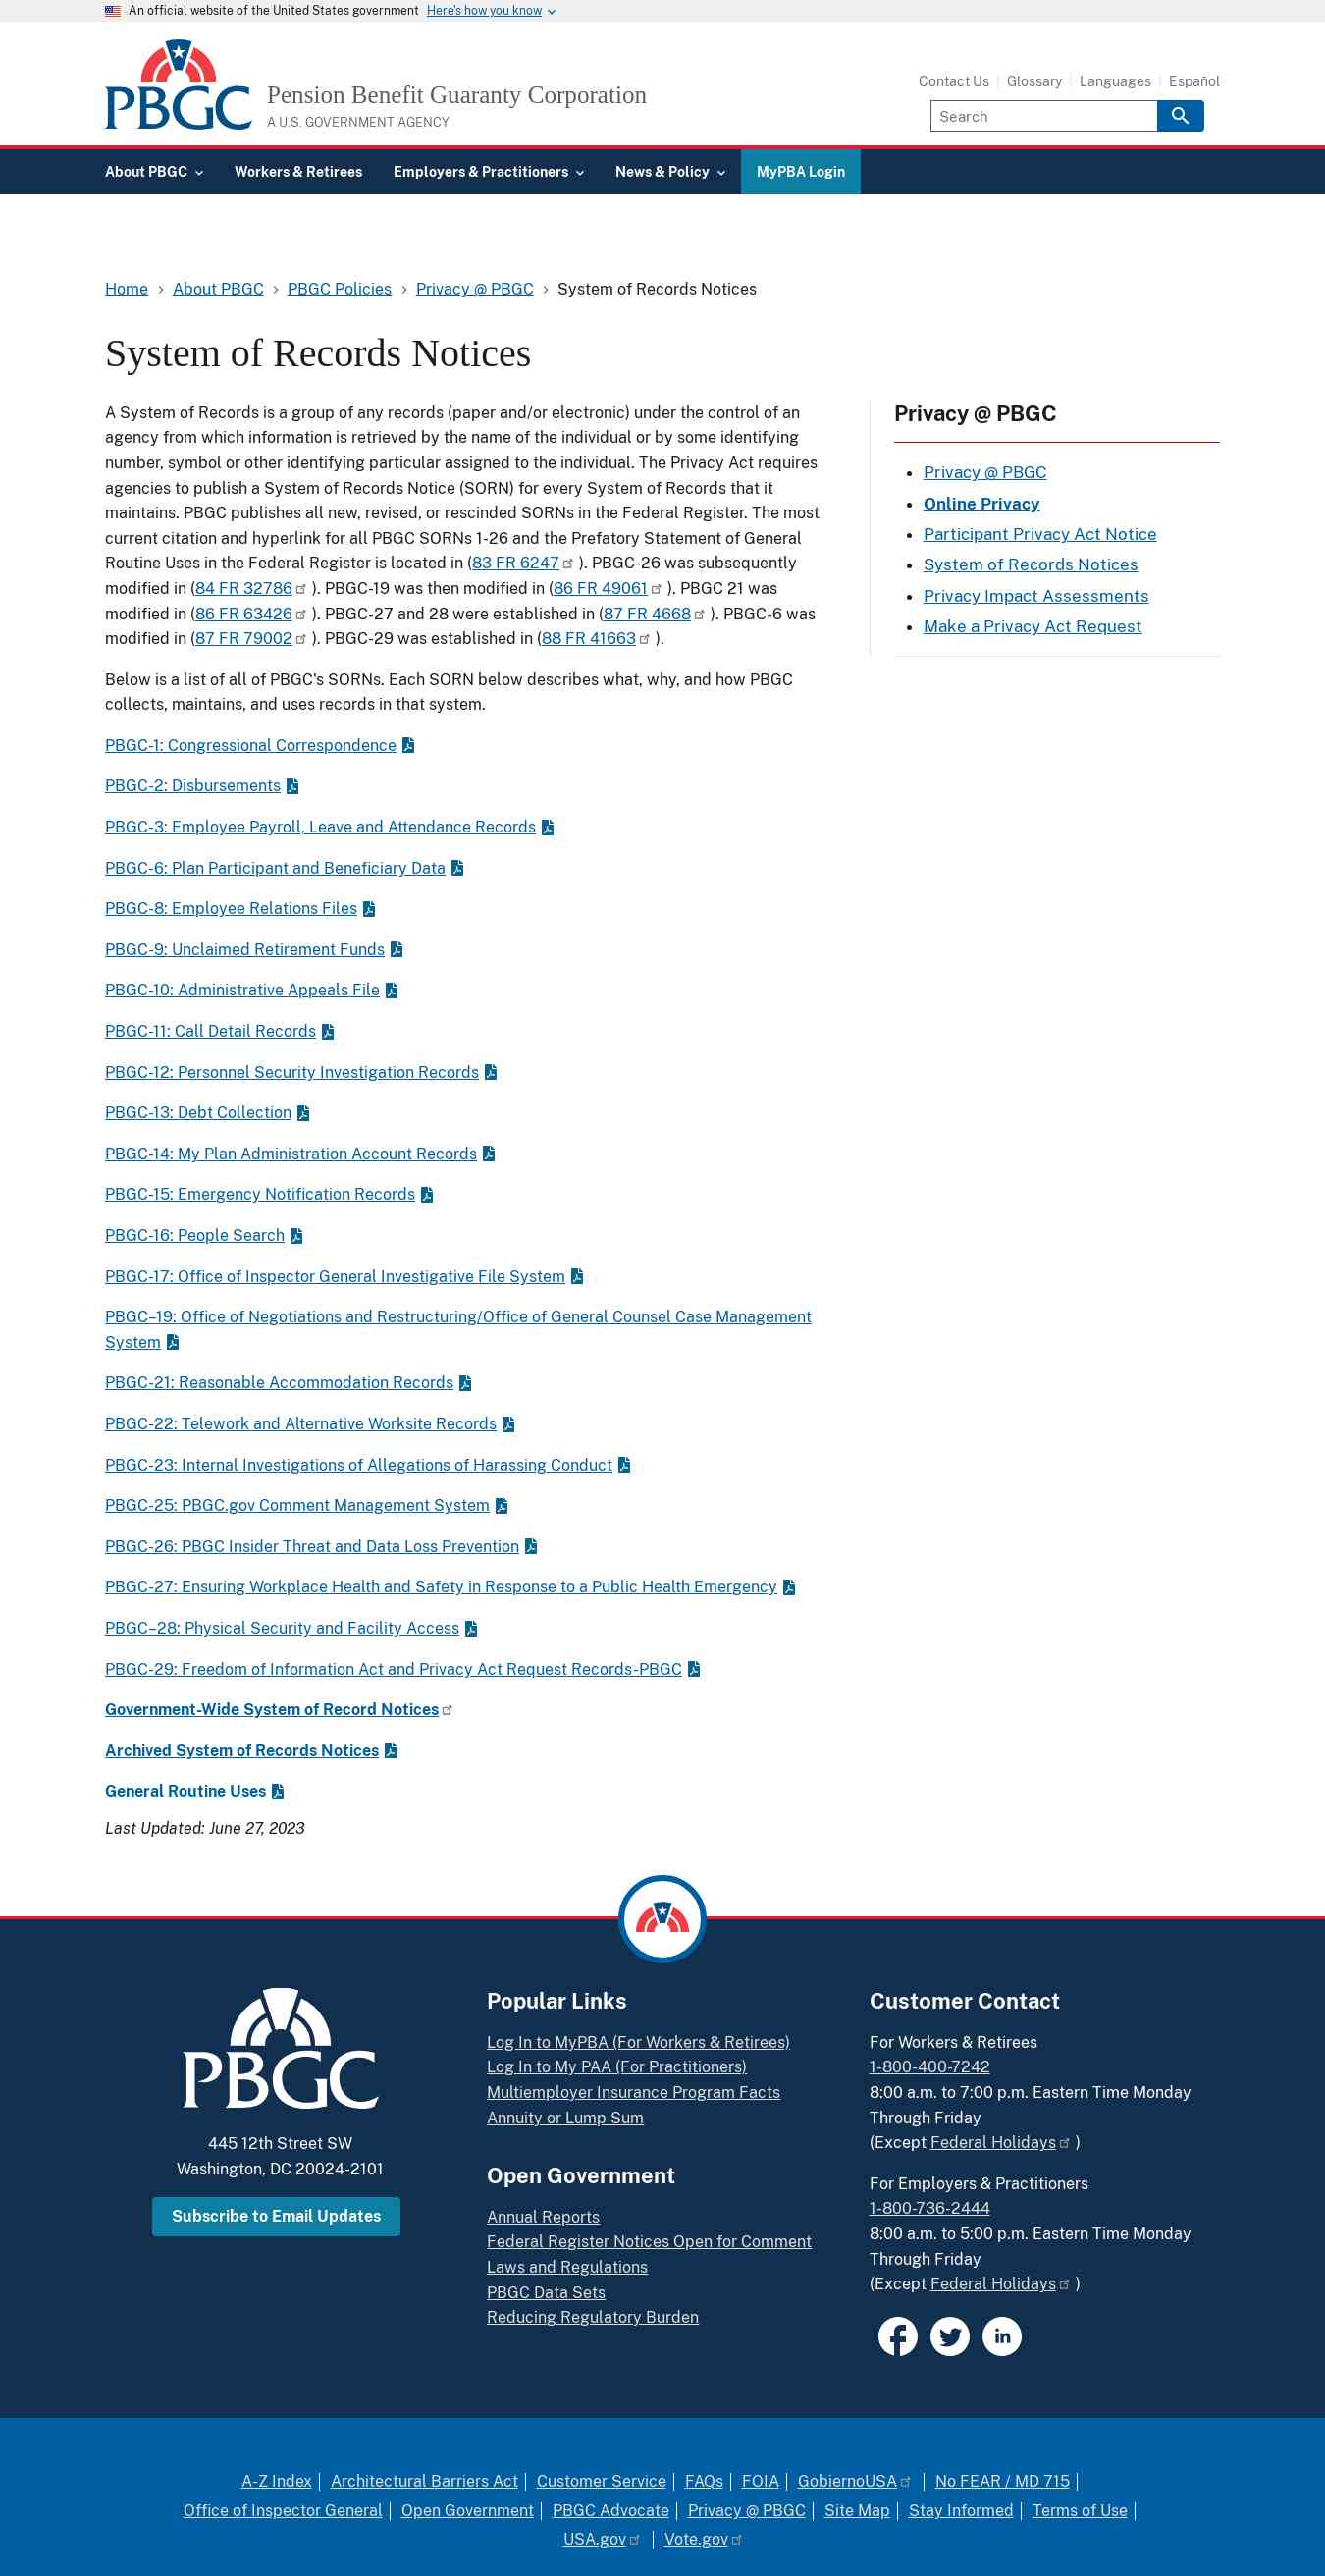 An official website of the United States government Here's how you know
PBGC
Pension Benefit Guaranty Corporation
A U.S. GOVERNMENT AGENCY
Contact Us Glossary Languages Español
Search
About PBGC Workers & Retirees Employers & Practitioners News & Policy MyPBA Login
Home About PBGC PBGC Policies Privacy @ PBGC System of Records Notices
System of Records Notices
A System of Records is a group of any records (paper and/or electronic) under the control of an
agency from which information is retrieved by the name of the individual or by some identifying
number, symbol or other identifying particular assigned to the individual. The Privacy Act requires
agencies to publish a System of Records Notice (SORN) for every System of Records that it
maintains. PBGC publishes all new, revised, or rescinded SORNs in the Federal Register. The most
current citation and hyperlink for all PBGC SORNs 1-26 and the Prefatory Statement of General
Routine Uses in the Federal Register is located in (83 FR 6247 ). PBGC-26 was subsequently
modified in (84 FR 32786 ). PBGC-19 was then modified in (86 FR 49061 ). PBGC 21 was
modified in (86 FR 63426 ). PBGC-27 and 28 were established in (87 FR 4668 ). PBGC-6 was
modified in (87 FR 79002 ). PBGC-29 was established in (88 FR 41663 ).
Below is a list of all of PBGC's SORNs. Each SORN below describes what, why, and how PBGC
collects, maintains, and uses records in that system.
PBGC-1: Congressional Correspondence
PBGC-2: Disbursements
PBGC-3: Employee Payroll, Leave and Attendance Records
PBGC-6: Plan Participant and Beneficiary Data
PBGC-8: Employee Relations Files
PBGC-9: Unclaimed Retirement Funds
PBGC-10: Administrative Appeals File
PBGC-11: Call Detail Records
PBGC-12: Personnel Security Investigation Records
PBGC-13: Debt Collection
PBGC-14: My Plan Administration Account Records
PBGC-15: Emergency Notification Records
PBGC-16: People Search
PBGC-17: Office of Inspector General Investigative File System
PBGC–19: Office of Negotiations and Restructuring/Office of General Counsel Case Management
System
PBGC-21: Reasonable Accommodation Records
PBGC-22: Telework and Alternative Worksite Records
PBGC-23: Internal Investigations of Allegations of Harassing Conduct
PBGC-25: PBGC.gov Comment Management System
PBGC-26: PBGC Insider Threat and Data Loss Prevention
PBGC-27: Ensuring Workplace Health and Safety in Response to a Public Health Emergency
PBGC–28: Physical Security and Facility Access
PBGC-29: Freedom of Information Act and Privacy Act Request Records-PBGC
Government-Wide System of Record Notices
Archived System of Records Notices
General Routine Uses
Last Updated: June 27, 2023
Privacy @ PBGC
Privacy @ PBGC
Online Privacy
Participant Privacy Act Notice
System of Records Notices
Privacy Impact Assessments
Make a Privacy Act Request
PBGC
445 12th Street SW
Washington, DC 20024-2101
Subscribe to Email Updates
Popular Links
Log In to MyPBA (For Workers & Retirees)
Log In to My PAA (For Practitioners)
Multiemployer Insurance Program Facts
Annuity or Lump Sum
Open Government
Annual Reports
Federal Register Notices Open for Comment
Laws and Regulations
PBGC Data Sets
Reducing Regulatory Burden
Customer Contact
For Workers & Retirees
1-800-400-7242
8:00 a.m. to 7:00 p.m. Eastern Time Monday
Through Friday
(Except Federal Holidays )
For Employers & Practitioners
1-800-736-2444
8:00 a.m. to 5:00 p.m. Eastern Time Monday
Through Friday
(Except Federal Holidays )
in
A-Z Index Architectural Barriers Act Customer Service FAQs FOIA GobiernoUSA No FEAR / MD 715
Office of Inspector General Open Government PBGC Advocate Privacy @ PBGC Site Map Stay Informed Terms of Use
USA.gov Vote.gov